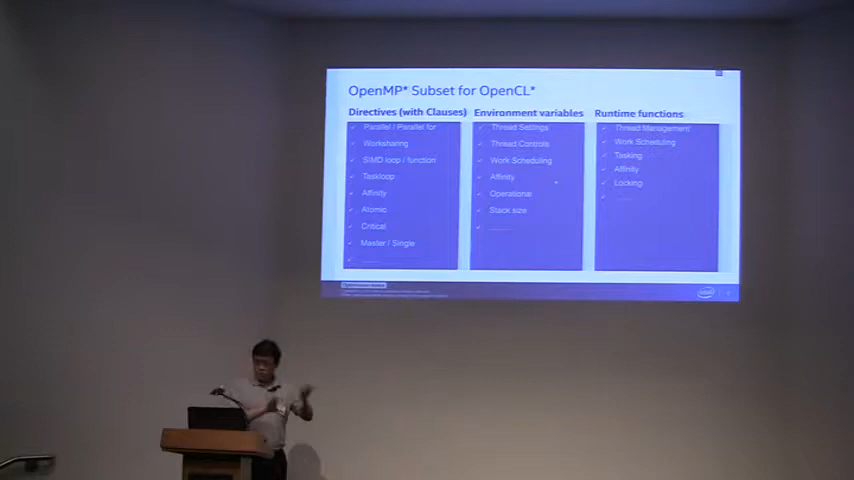 OpenMP* Subset for OpenCL*
Directives (with Clauses)
Parallel / Parallel for
Worksharing
SIMD loop / function
Taskloop
Affinity
Atomic
Critical
Master / Single
Environment variables
Thread Settings
Thread Controls
Work Scheduling
Affinity
Operational
Stack size
Runtime functions
Thread Management
Work Scheduling
Tasking
Affinity
Locking